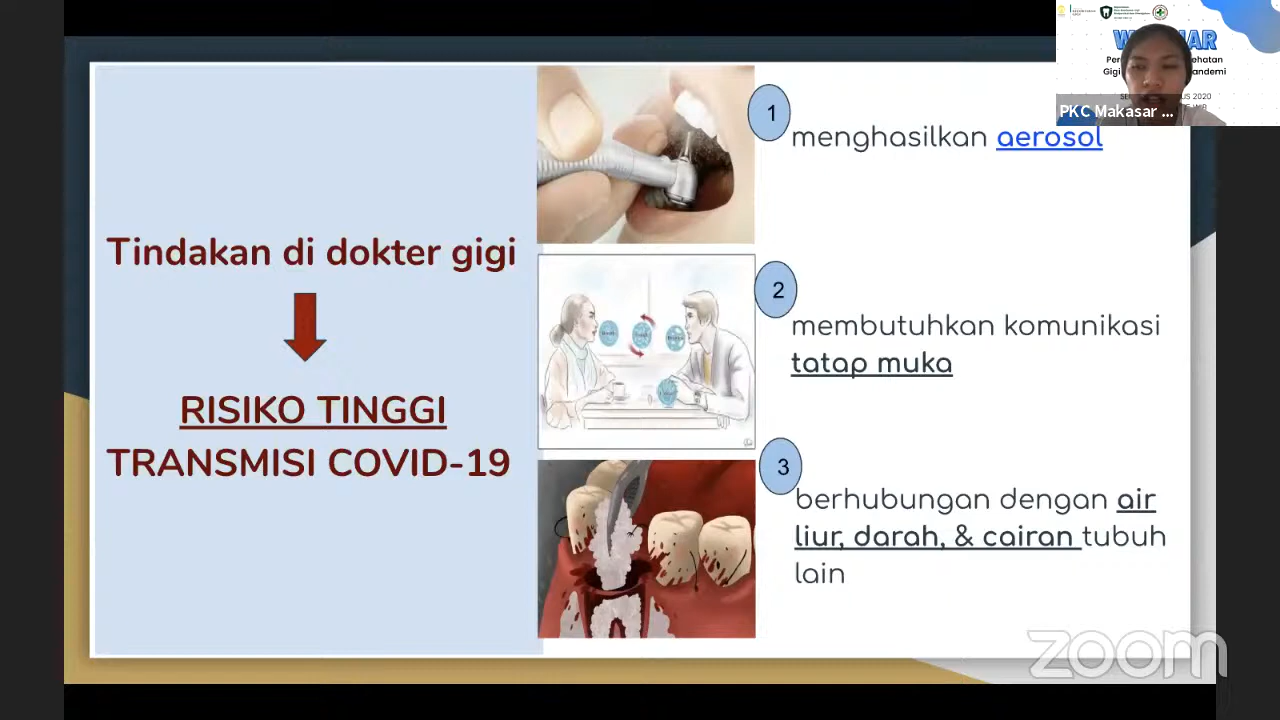 Tindakan di dokter gigi
RISIKO TINGGI
TRANSMISI COVID-19
1
menghasilkan aerosol
2
membutuhkan komunikasi
tatap muka
3
berhubungan dengan air
liur, darah, & cairan tubuh
lain
PKC Makasar ...
2020
zoom